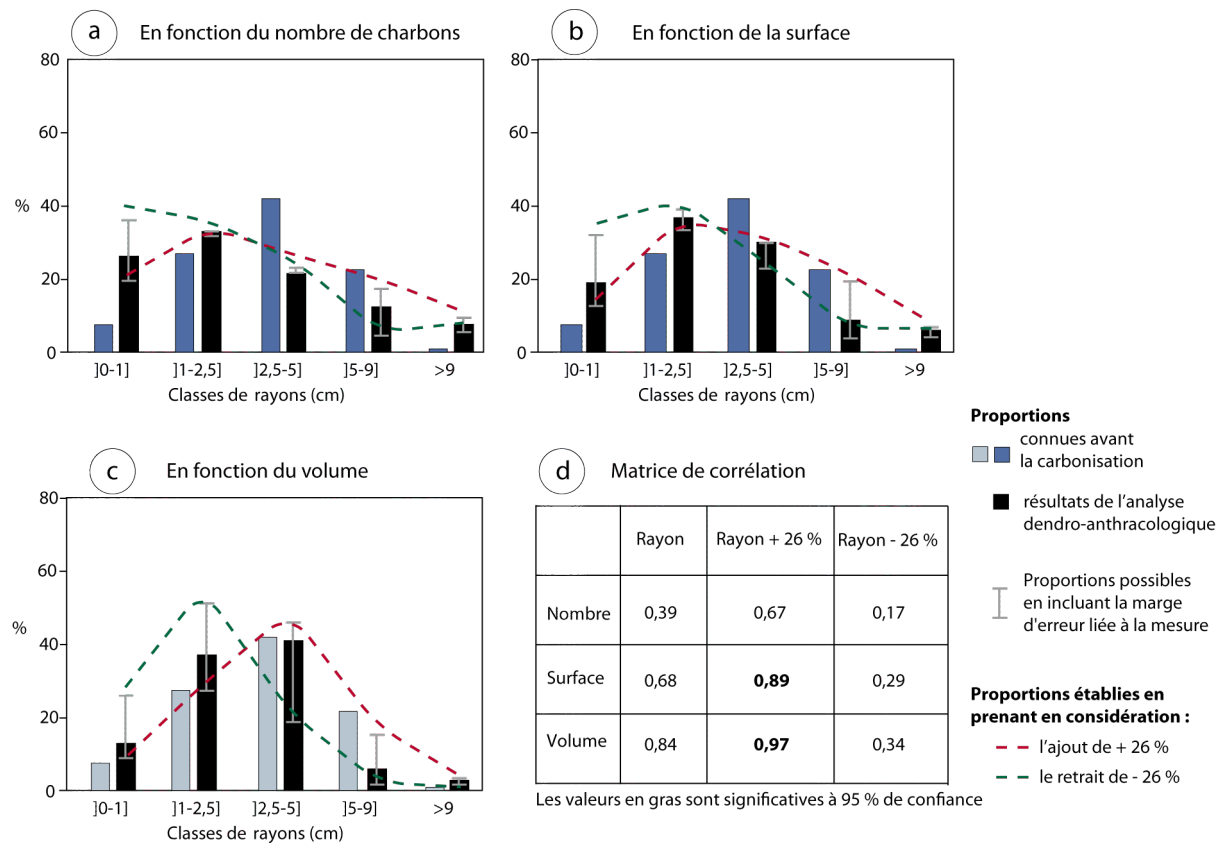 a En fonction du nombre de charbons
80
60
40
%
20
0
]0-1] ]1-2,5] ]2,5-5] ]5-9] >9
Classes de rayons (cm)
b En fonction de la surface
80
60
40
20
0
]0-1] ]1-2,5] ]2,5-5] ]5-9] >9
Classes de rayons (cm)
c En fonction du volume
80
60
%
40
20
0
]0-1] ]1-2,5] ]2,5-5] ]5-9] >9
Classes de rayons (cm)
d Matrice de corrélation
Rayon Rayon + 26 % Rayon - 26 %
Nombre 0,39 0,67 0,17
Surface 0,68 0,89 0,29
Volume 0,84 0,97 0,34
Les valeurs en gras sont significatives à 95 % de confiance
Proportions
connues avant
la carbonisation
résultats de l'analyse
dendro-anthracologique
Proportions possibles
en incluant la marge
d'erreur liée à la mesure
Proportions établies en
prenant en considération :
l'ajout de + 26 %
le retrait de - 26 %